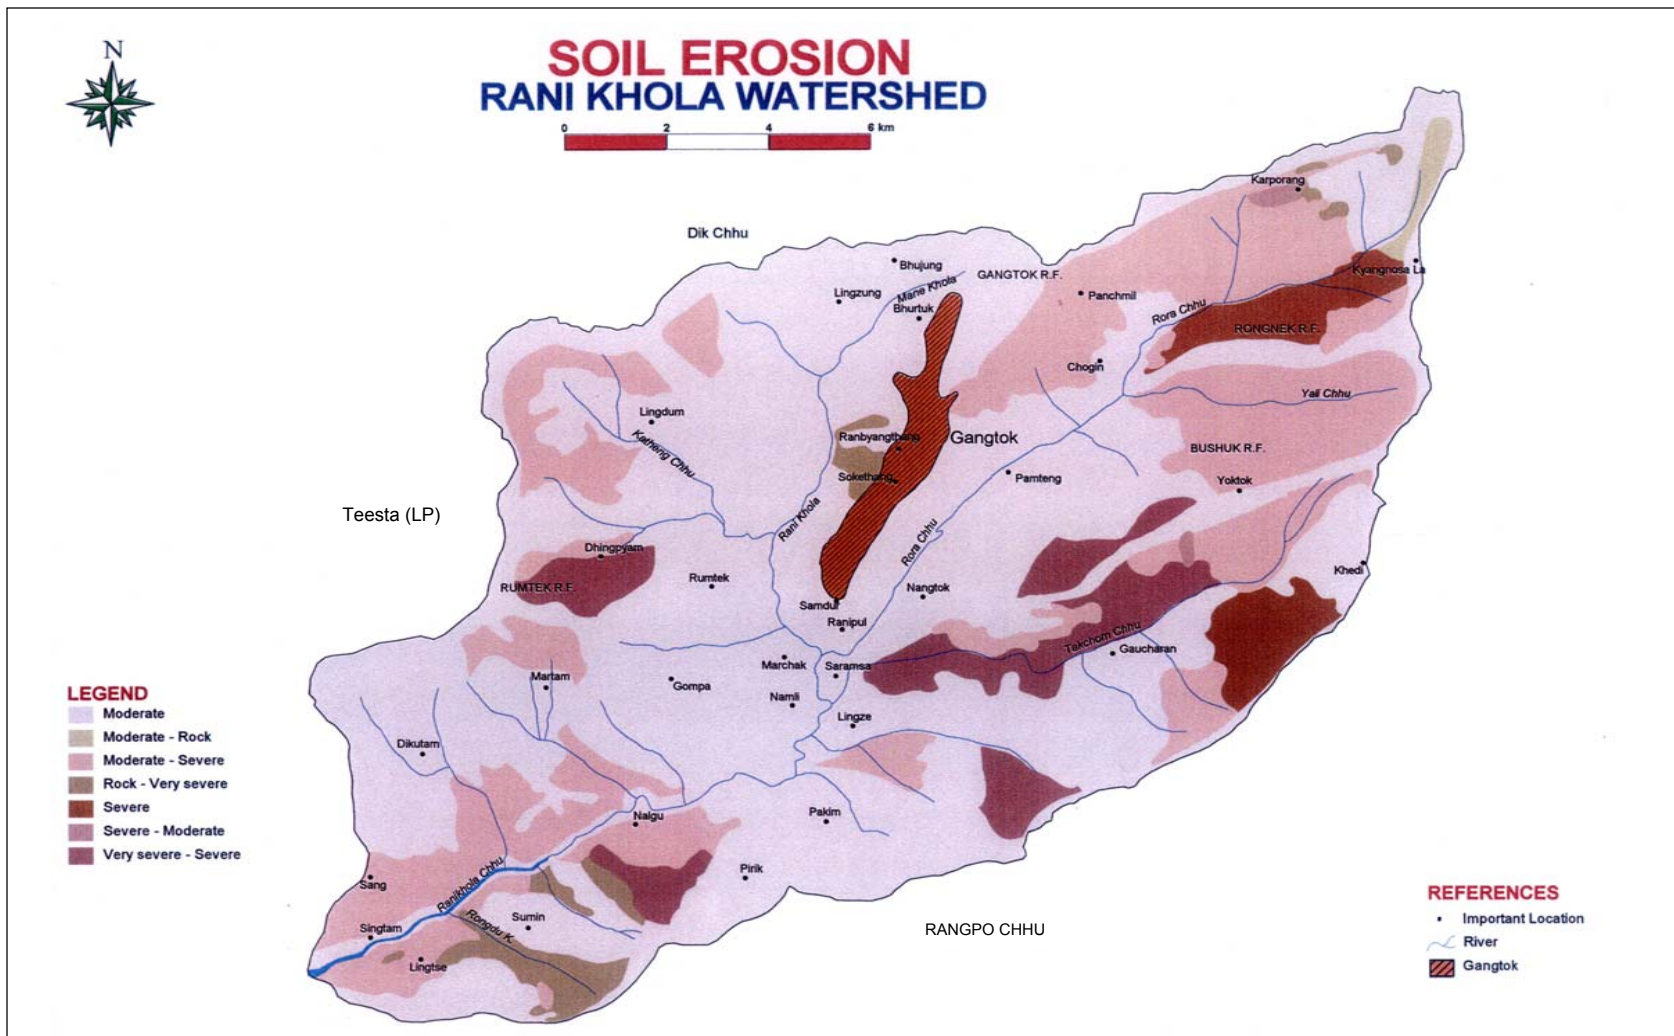 N
SOIL EROSION
RANI KHOLA WATERSHED
0 2 4 6 km
Karporang
Dik Chhu
Bhujung
GANGTOK R.F.
Kyangnosa La
Lingzung
Mane Khola
Panchmil
Bhurtuk
Rora Chhu
RONGNEK R.F.
Chogin
Yali Chhu
Lingdum
Katheng Chhu
Ranbyangthang
Gangtok
BUSHUK R.F.
Sokethang
Pamteng
Yoktok
Teesta (LP)
Rani Khola
Rora Chhu
Dhingpyam
Khedi
RUMTEK R.F.
Rumtek
Nangtok
Samdur
Ranipul
Takchom Chhu
Gaucharan
Marchak
Saramsa
Martam
Gompa
Namli
Lingze
LEGEND
Moderate
Moderate - Rock
Moderate - Severe
Rock - Very severe
Severe
Severe - Moderate
Very severe - Severe
Dikutam
Nalgu
Pakim
Pirik
Sang
Ranikhola Chhu
Sumin
Rongdu K.
Singtam
Lingtse
RANGPO CHHU
REFERENCES
Important Location
River
Gangtok